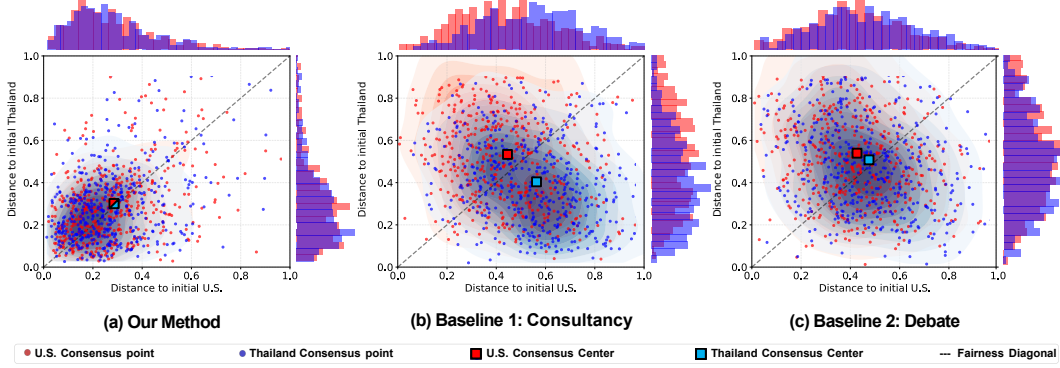 1.0
0.8
0.6
0.4
0.2
0.0
Distance to initial Thailand
0.0 0.2 0.4 0.6 0.8 1.0
Distance to initial U.S.
(a) Our Method
1.0
0.8
0.6
0.4
0.2
0.0
Distance to initial Thailand
0.0 0.2 0.4 0.6 0.8 1.0
Distance to initial U.S.
(b) Baseline 1: Consultancy
1.0
0.8
0.6
0.4
0.2
0.0
Distance to initial Thailand
0.0 0.2 0.4 0.6 0.8 1.0
Distance to initial U.S.
(c) Baseline 2: Debate
U.S. Consensus point Thailand Consensus point U.S. Consensus Center Thailand Consensus Center --- Fairness Diagonal